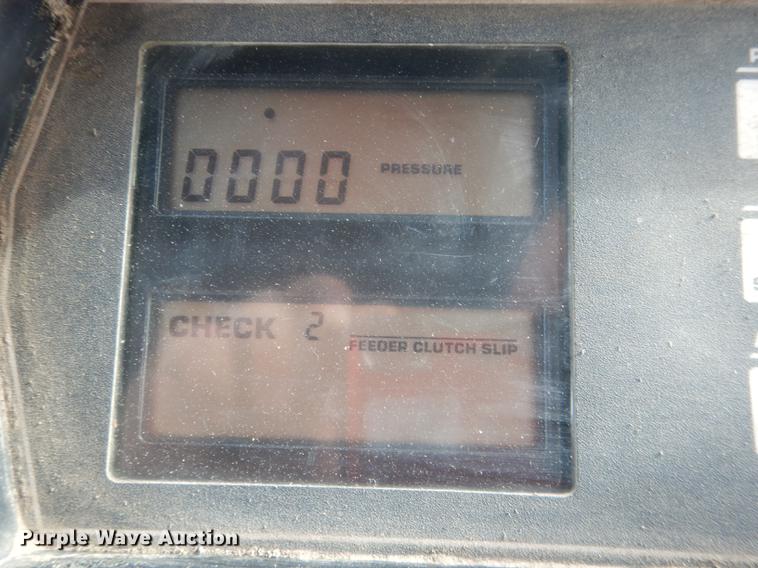 0000 PRESSURE
CHECK 2
FEEDER CLUTCH SLIP
Purple Wave Auction